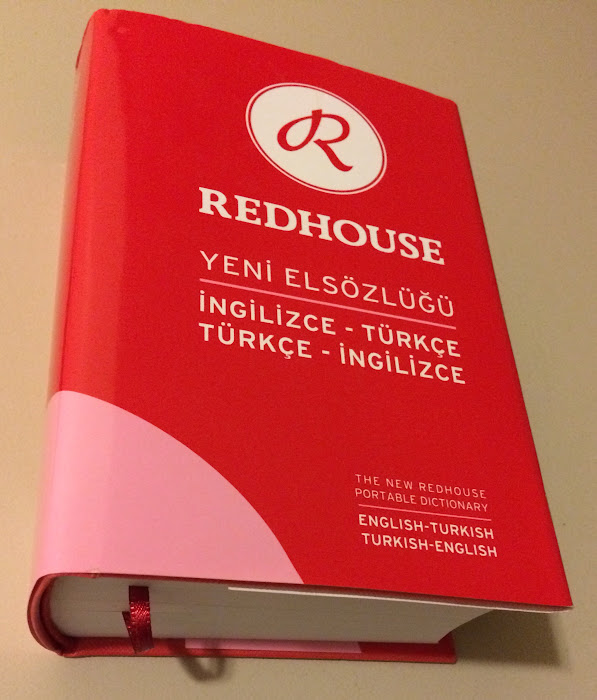 R
REDHOUSE
YENİ ELSÖZLÜĞÜ
İNGİLİZCE - TÜRKÇE
TÜRKÇE - İNGİLİZCE
THE NEW REDHOUSE
PORTABLE DICTIONARY
ENGLISH-TURKISH
TURKISH-ENGLISH